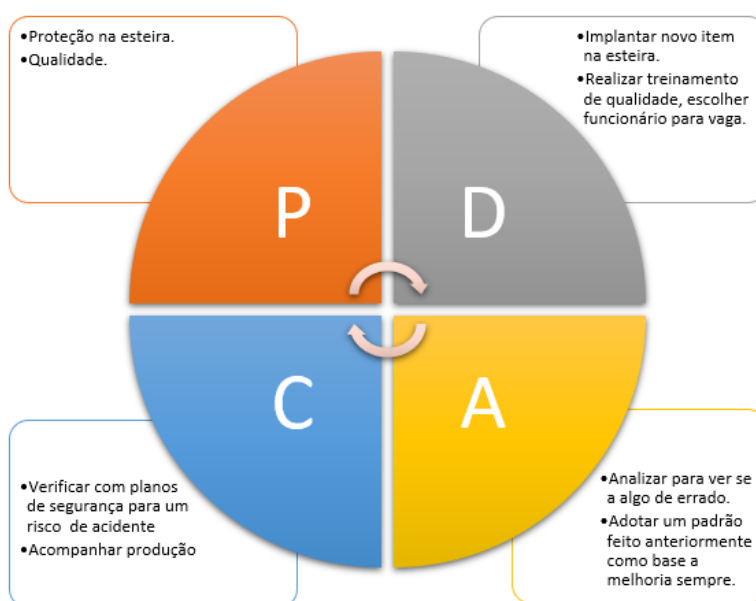 •Proteção na esteira.
•Qualidade.
•Implantar novo item
na esteira.
•Realizar treinamento
de qualidade, escolher
funcionário para vaga.
P
D
C
A
•Verificar com planos
de segurança para um
risco de acidente
•Acompanhar produção
•Analizar para ver se
a algo de errado.
•Adotar um padrão
feito anteriormente
como base a
melhoria sempre.